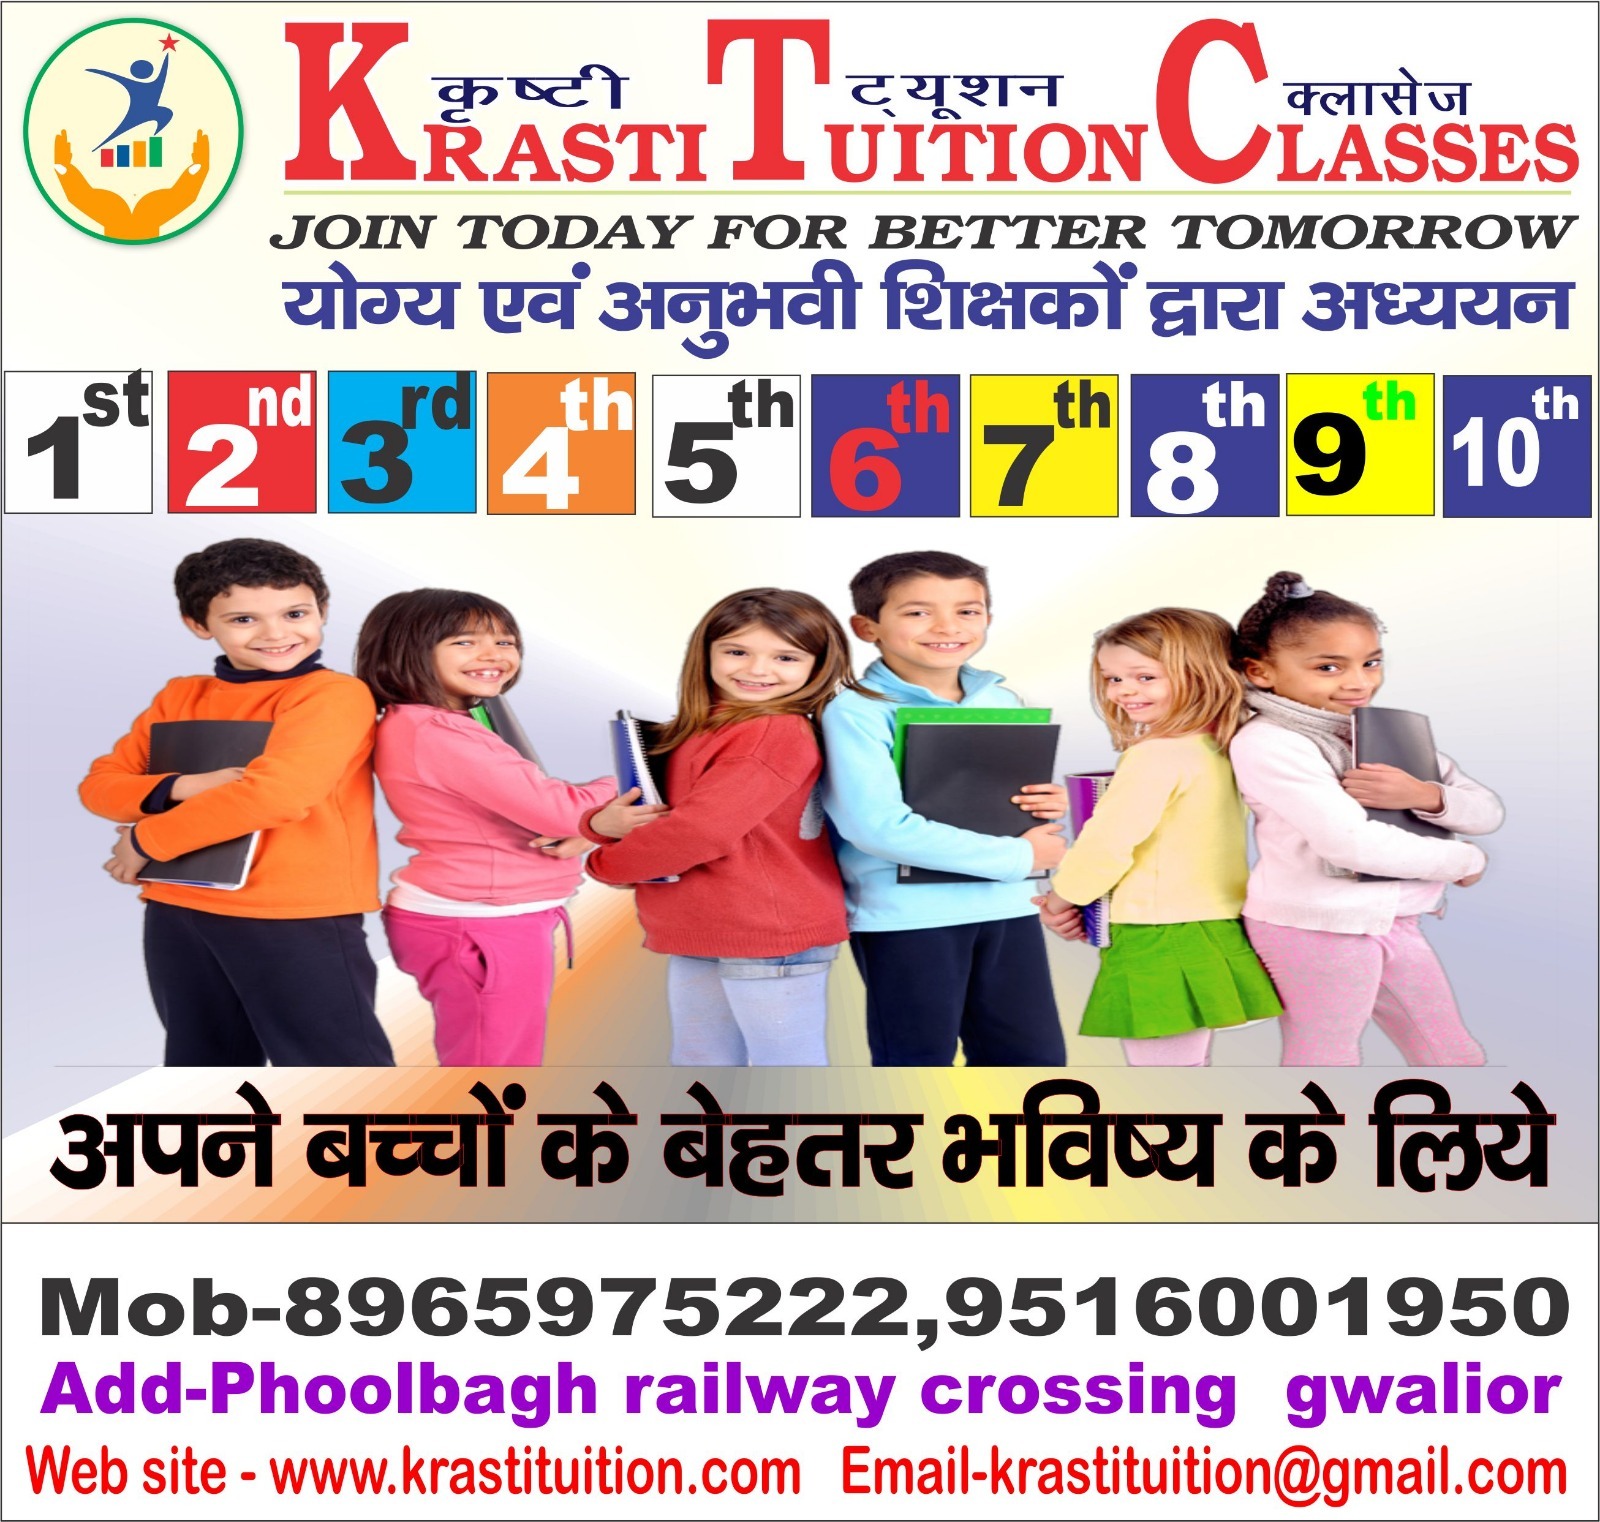 कृष्टी ट्यूशन क्लासेज
KRASTI TUITION CLASSES
JOIN TODAY FOR BETTER TOMORROW
योग्य एवं अनुभवी शिक्षकों द्वारा अध्ययन
1st 2nd 3rd 4th 5th 6th 7th 8th 9th 10th
अपने बच्चों के बेहतर भविष्य के लिये
Mob-8965975222,9516001950
Add-Phoolbagh railway crossing gwalior
Web site - www.krastituition.com Email-krastituition@gmail.com